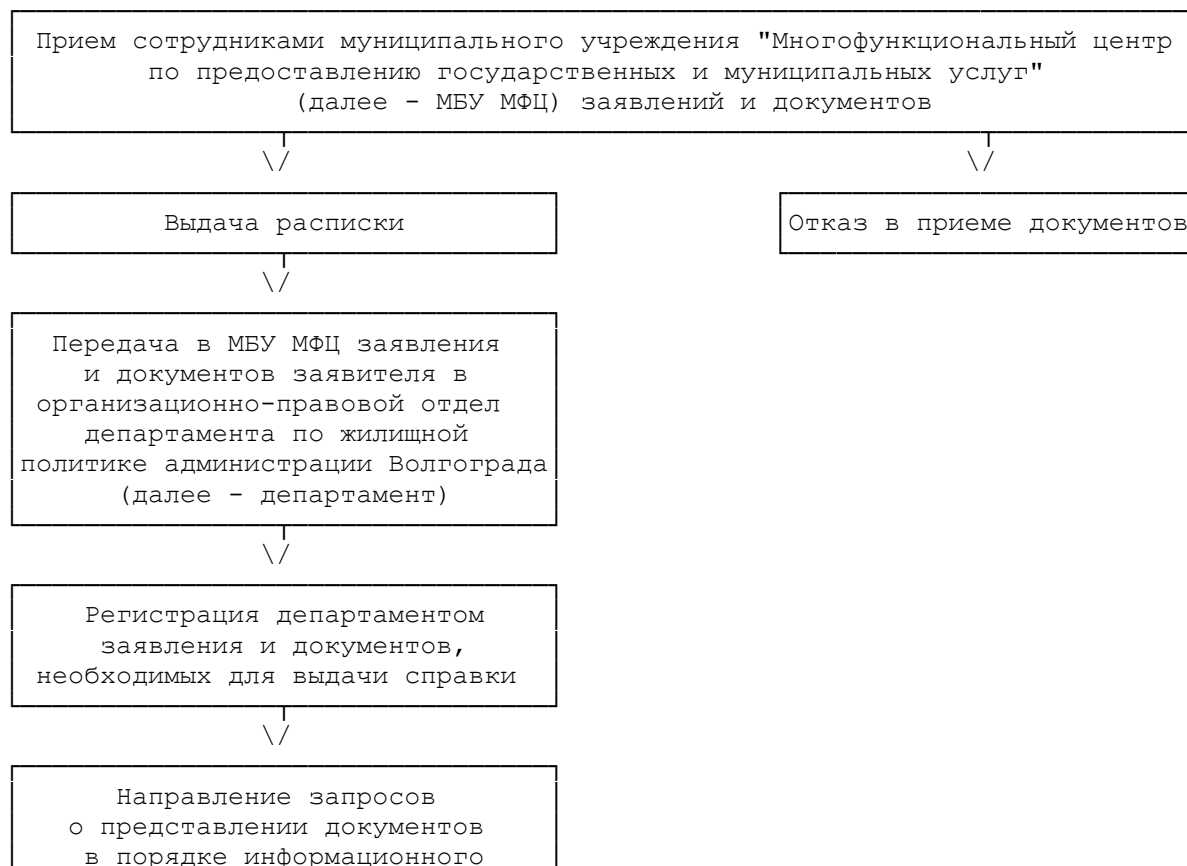 Прием сотрудниками муниципального учреждения "Многофункциональный центр
по предоставлению государственных и муниципальных услуг"
(далее - МБУ МФЦ) заявлений и документов
Выдача расписки
Отказ в приеме документов
Передача в МБУ МФЦ заявления
и документов заявителя в
организационно-правовой отдел
департамента по жилищной
политике администрации Волгограда
(далее - департамент)
Регистрация департаментом
заявления и документов,
необходимых для выдачи справки
Направление запросов
о представлении документов
в порядке информационного